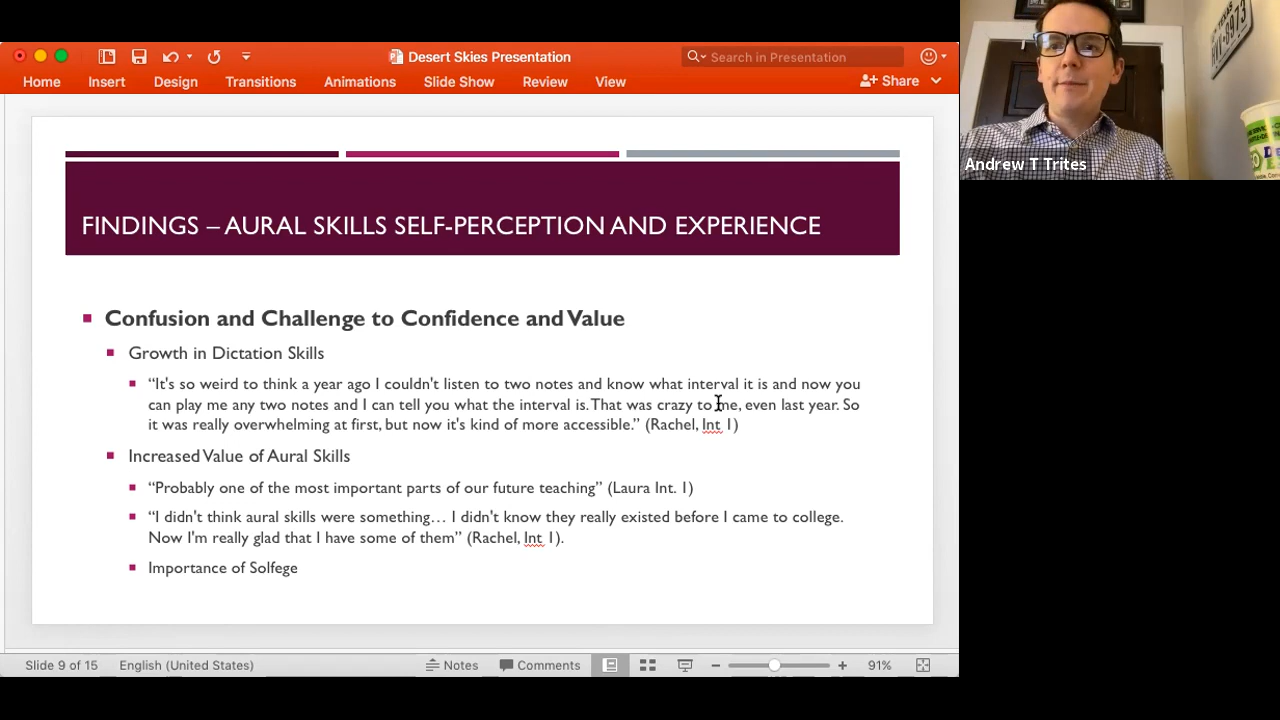 Desert Skies Presentation
Search in Presentation
Home Insert Design Transitions Animations Slide Show Review View Share
FINDINGS – AURAL SKILLS SELF-PERCEPTION AND EXPERIENCE
Confusion and Challenge to Confidence and Value
Growth in Dictation Skills
“It's so weird to think a year ago I couldn't listen to two notes and know what interval it is and now you
can play me any two notes and I can tell you what the interval is. That was crazy to me, even last year. So
it was really overwhelming at first, but now it's kind of more accessible.” (Rachel, Int 1)
Increased Value of Aural Skills
“Probably one of the most important parts of our future teaching” (Laura Int. 1)
“I didn't think aural skills were something… I didn't know they really existed before I came to college.
Now I'm really glad that I have some of them” (Rachel, Int 1).
Importance of Solfege
Slide 9 of 15 English (United States) Notes Comments 91%
Andrew T Trites
TEXAS